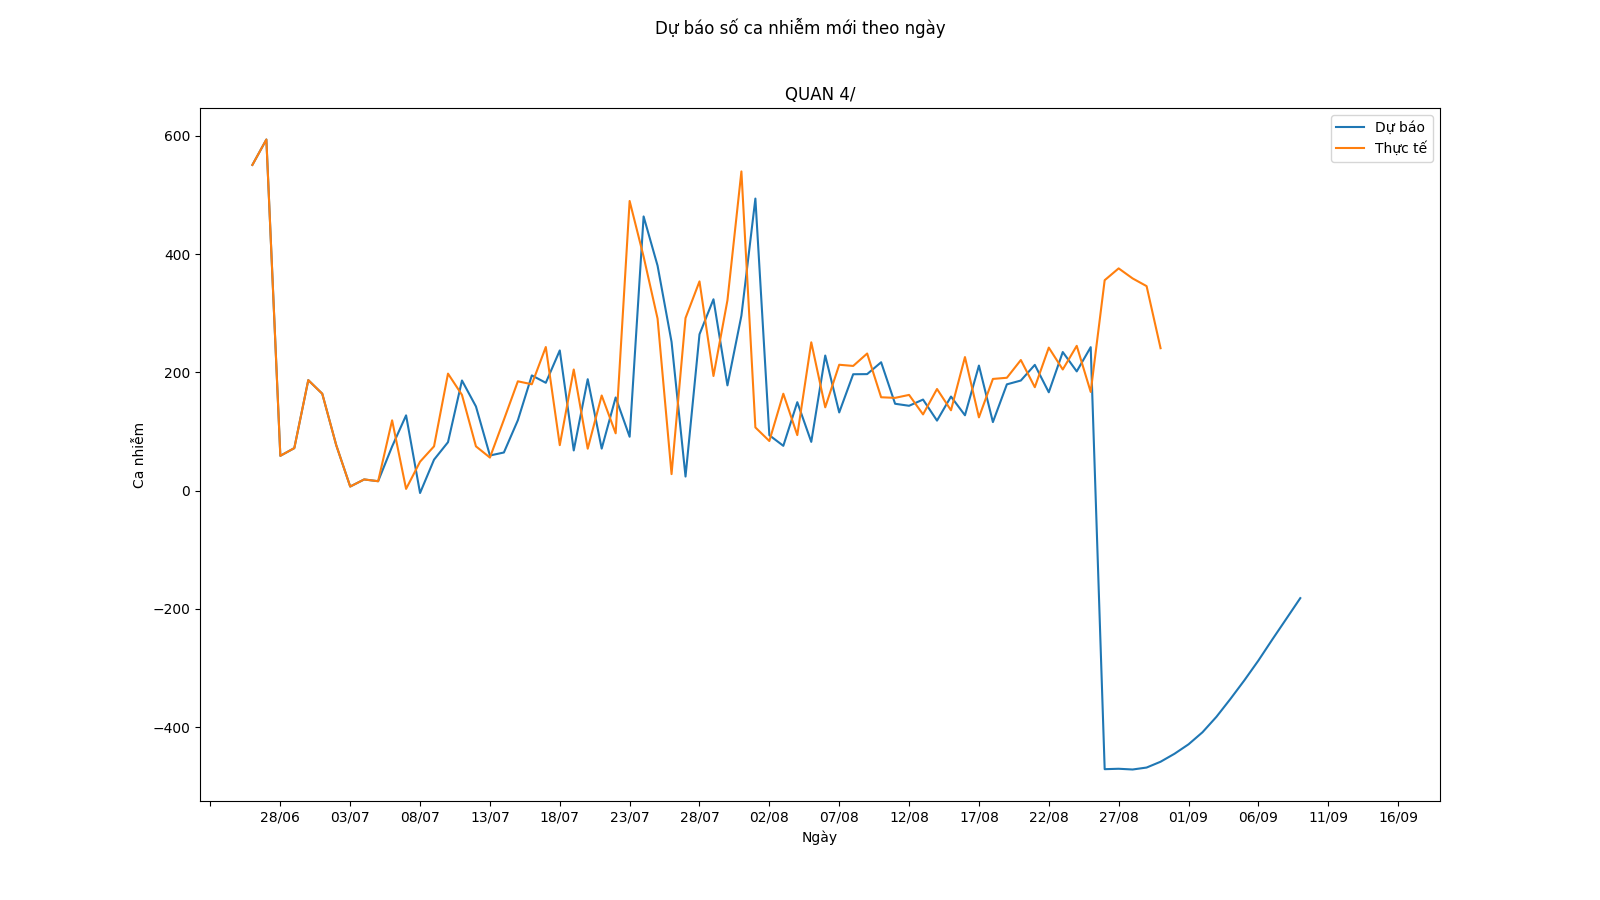 Dự báo số ca nhiễm mới theo ngày
QUAN 4/
Dự báo
Thực tế
600
400
200
0
−200
−400
Ca nhiễm
28/06 03/07 08/07 13/07 18/07 23/07 28/07 02/08 07/08 12/08 17/08 22/08 27/08 01/09 06/09 11/09 16/09
Ngày